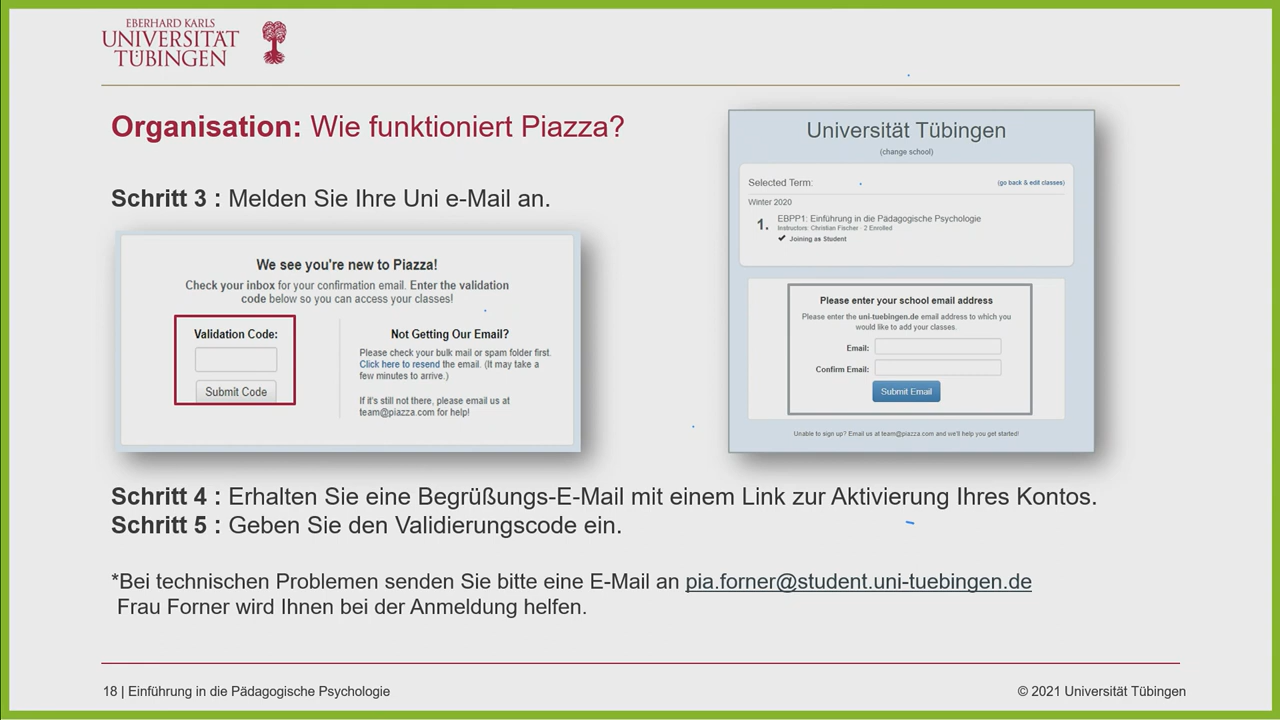 EBERHARD KARLS
UNIVERSITÄT
TÜBINGEN
Organisation: Wie funktioniert Piazza?
Schritt 3 : Melden Sie Ihre Uni e-Mail an.
We see you're new to Piazza!
Check your inbox for your confirmation email. Enter the validation
code below so you can access your classes!
Validation Code:
Submit Code
Not Getting Our Email?
Please check your bulk mail or spam folder first.
Click here to resend the email. (It may take a
few minutes to arrive.)
If it's still not there, please email us at
team@piazza.com for help!
Universität Tübingen
(change school)
Selected Term:
(go back & edit classes)
Winter 2020
1. EBPP1: Einführung in die Pädagogische Psychologie
Instructors: Christian Fischer · 2 Enrolled
Joining as Student
Please enter your school email address
Please enter the uni-tuebingen.de email address to which you
would like to add your classes.
Email:
Confirm Email:
Submit Email
Unable to sign up? Email us at team@piazza.com and we'll help you get started!
Schritt 4 : Erhalten Sie eine Begrüßungs-E-Mail mit einem Link zur Aktivierung Ihres Kontos.
Schritt 5 : Geben Sie den Validierungscode ein.
*Bei technischen Problemen senden Sie bitte eine E-Mail an pia.forner@student.uni-tuebingen.de
Frau Forner wird Ihnen bei der Anmeldung helfen.
18 | Einführung in die Pädagogische Psychologie
© 2021 Universität Tübingen